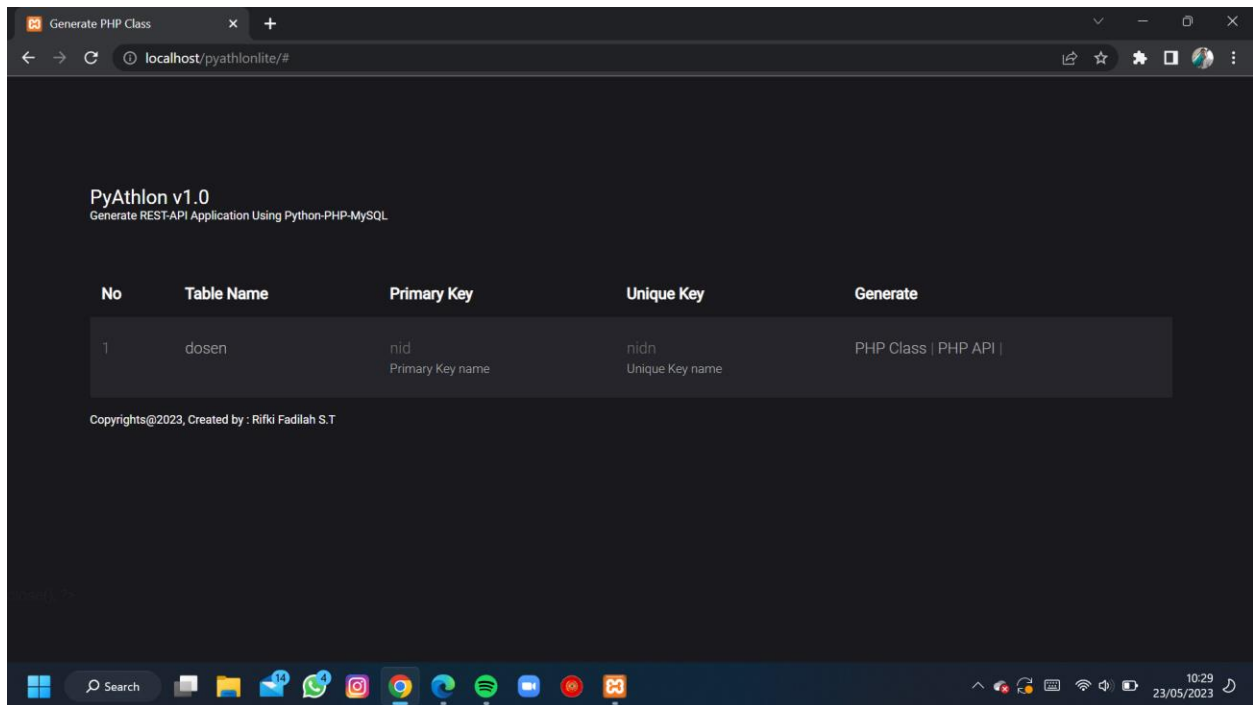 Generate PHP Class
localhost/pyathlonlite/#
PyAthlon v1.0
Generate REST-API Application Using Python-PHP-MySQL
No Table Name Primary Key Unique Key Generate
1 dosen nid nidn PHP Class | PHP API |
Primary Key name Unique Key name
Copyrights@2023, Created by : Rifki Fadilah S.T
Search 14 4 10:29
23/05/2023